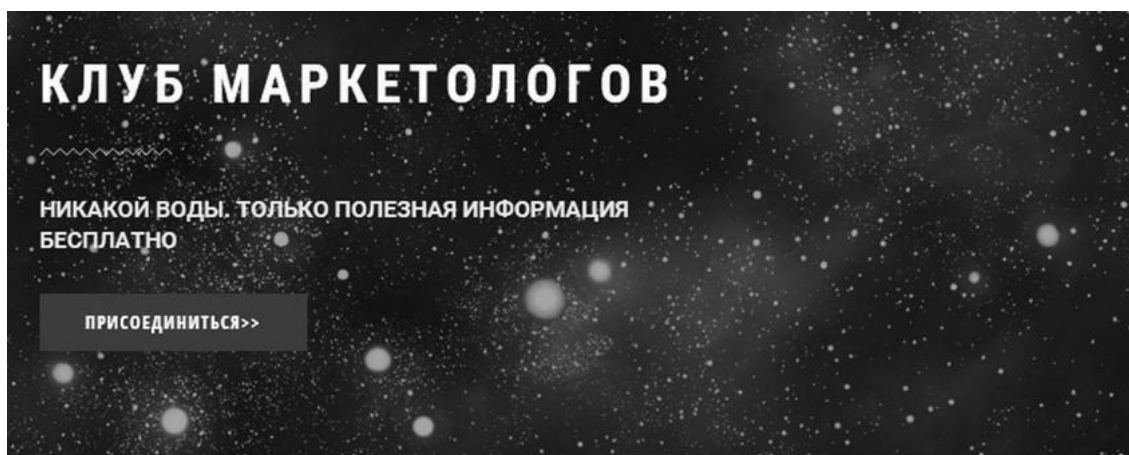 КЛУБ МАРКЕТОЛОГОВ
НИКАКОЙ ВОДЫ. ТОЛЬКО ПОЛЕЗНАЯ ИНФОРМАЦИЯ
БЕСПЛАТНО
ПРИСОЕДИНИТЬСЯ>>